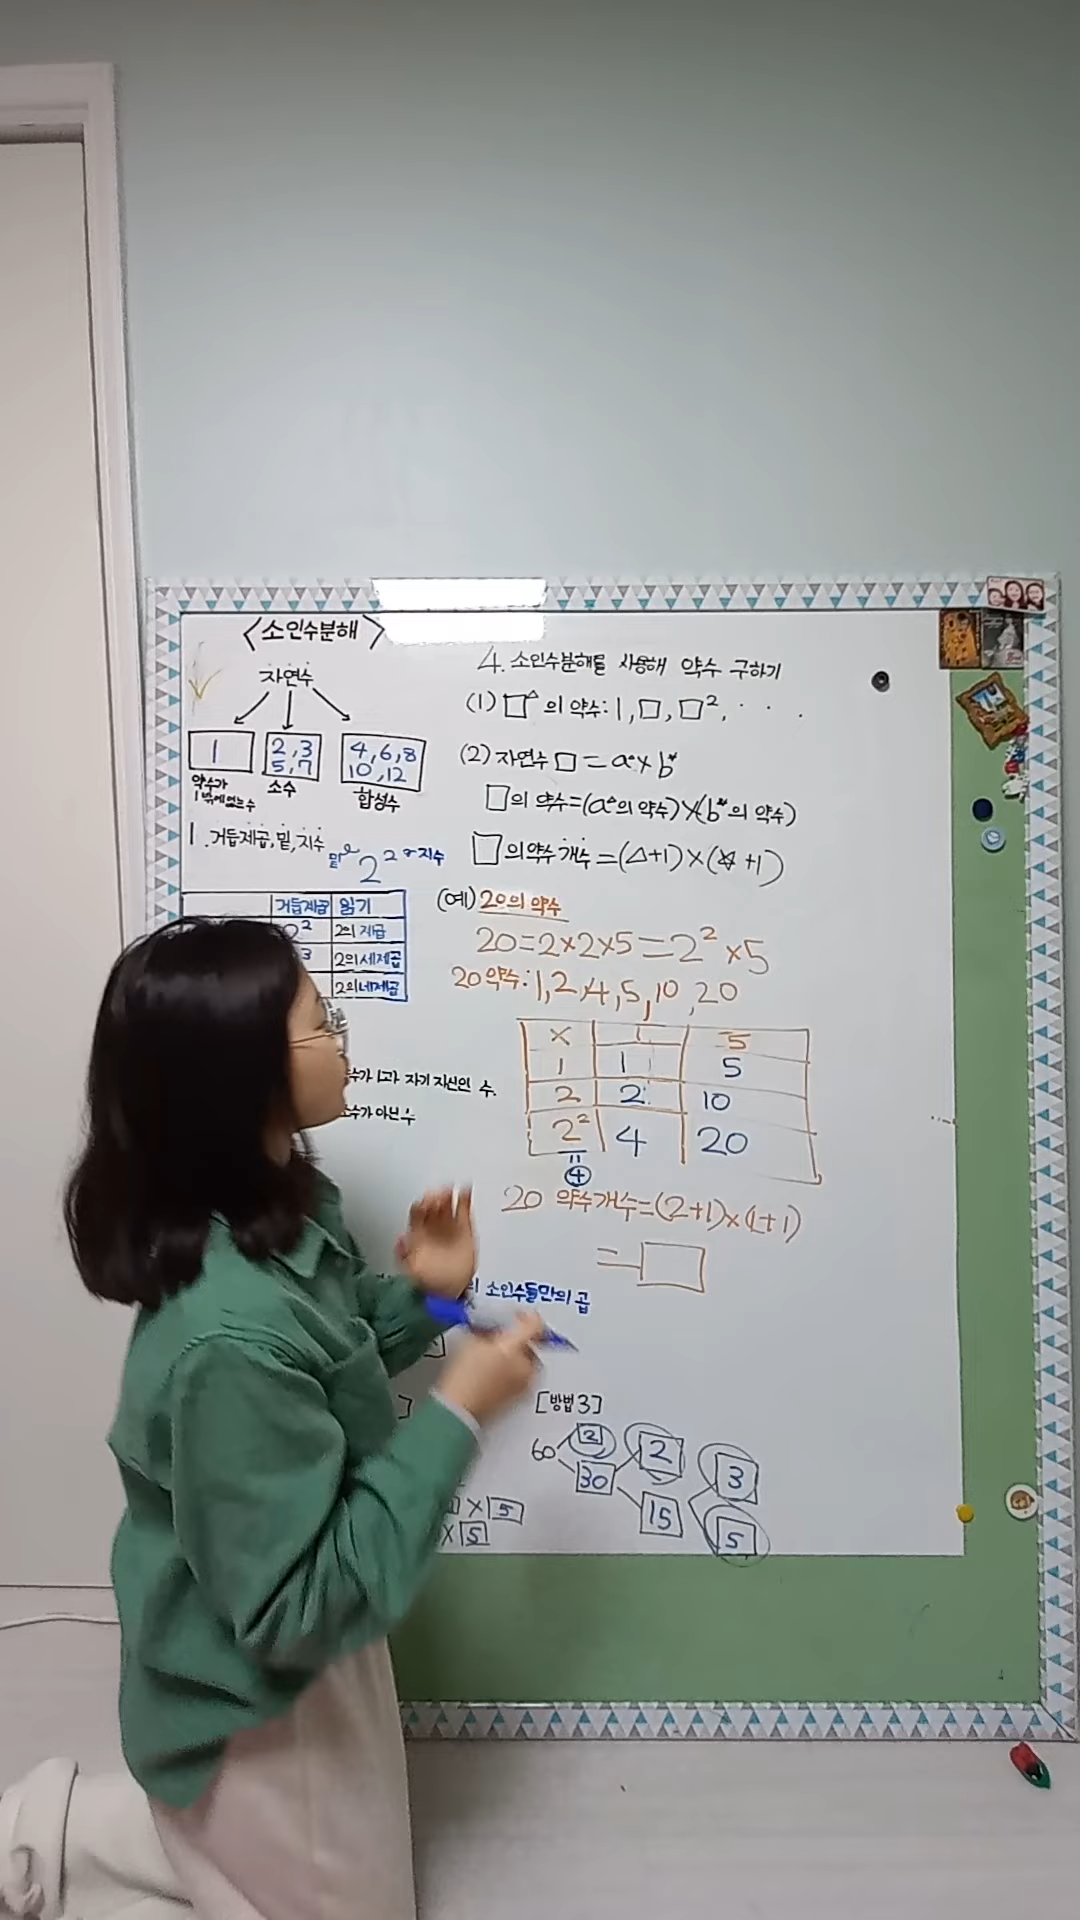 <소인수분해>
자연수
1
2, 3
5, 7
4, 6, 8
10, 12
약수가
1밖에 없는 수
소수
합성수
1. 거듭제곱, 밑, 지수
밑 2² 지수
거듭제곱 읽기
2의 제곱
3 2의 세제곱
2의 네제곱
수가 1과 자기 자신인 수.
소수가 아닌 수
소인수들만의 곱
× 5
× 5
4. 소인수분해를 사용해 약수 구하기
(1) □^△의 약수: 1, □, □², · · ·
(2) 자연수 □ = a^△ × b^☆
□의 약수 = (a^△의 약수) × (b^☆의 약수)
□의 약수 개수 = (△+1) × (☆+1)
(예) 20의 약수
20 = 2×2×5 = 2² × 5
20 약수: 1, 2, 4, 5, 10, 20
× 1 5
1 1 5
2 2 10
2² 4 20
=
④
20 약수 개수 = (2+1)×(1+1)
= □
[방법 3]
60
2
30
2
15
3
5